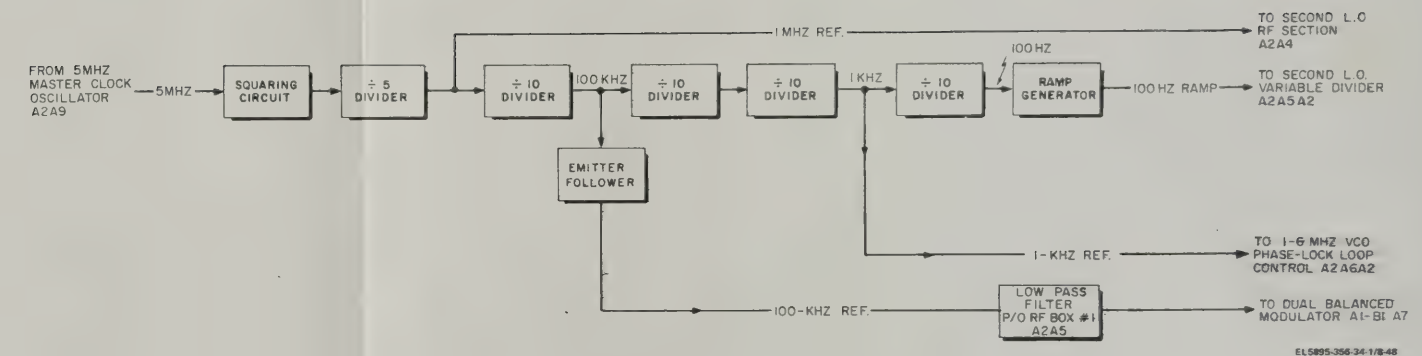 FROM 5MHZ
MASTER CLOCK
OSCILLATOR
A2A9
5MHZ
SQUARING
CIRCUIT
÷ 5
DIVIDER
1 MHZ REF.
÷ 10
DIVIDER
100 KHZ
÷ 10
DIVIDER
÷ 10
DIVIDER
1 KHZ
÷ 10
DIVIDER
100 HZ
RAMP
GENERATOR
100 HZ RAMP
TO SECOND L.O
RF SECTION
A2A4
TO SECOND L.O.
VARIABLE DIVIDER
A2A5A2
EMITTER
FOLLOWER
1-KHZ REF.
TO 1-6 MHZ VCO
PHASE-LOCK LOOP
CONTROL A2A6A2
100-KHZ REF.
LOW PASS
FILTER
P/O RF BOX #1
A2A5
TO DUAL BALANCED
MODULATOR A1-B1 A7
EL5895-356-34-1/8-48